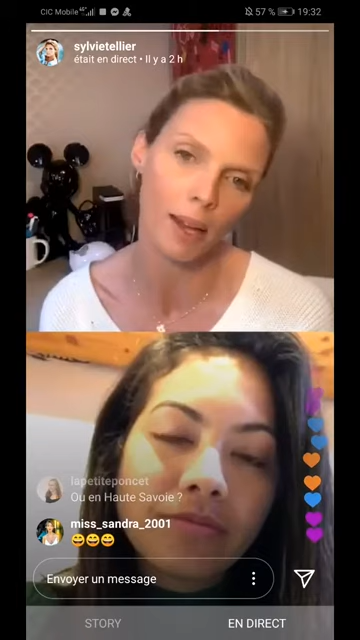 CIC Mobile 4G
57 %
19:32
sylvietellier
était en direct • Il y a 2 h
lapetiteponcet
Ou en Haute Savoie ?
miss_sandra_2001
Envoyer un message
STORY
EN DIRECT